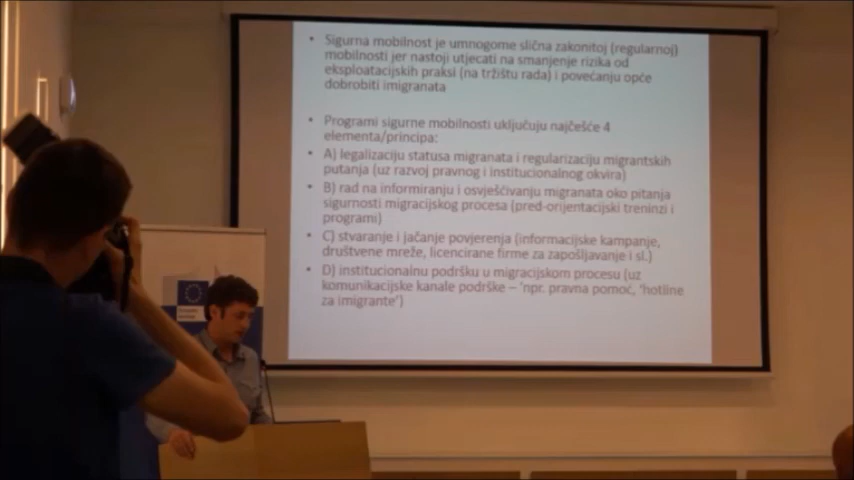 • Sigurna mobilnost je umnogome slična zakonitoj (regularnoj)
mobilnosti jer nastoji utjecati na smanjenje rizika od
eksploatacijskih praksi (na tržištu rada) i povećanju opće
dobrobiti imigranata
• Programi sigurne mobilnosti uključuju najčešće 4
elementa/principa:
• A) legalizaciju statusa migranata i regularizaciju migrantskih
putanja (uz razvoj pravnog i institucionalnog okvira)
• B) rad na informiranju i osvješćivanju migranata oko pitanja
sigurnosti migracijskog procesa (pred-orijentacijski treninzi i
programi)
• C) stvaranje i jačanje povjerenja (informacijske kampanje,
društvene mreže, licencirane firme za zapošljavanje i sl.)
• D) institucionalnu podršku u migracijskom procesu (uz
komunikacijske kanale podrške – 'npr. pravna pomoć, 'hotline
za imigrante')